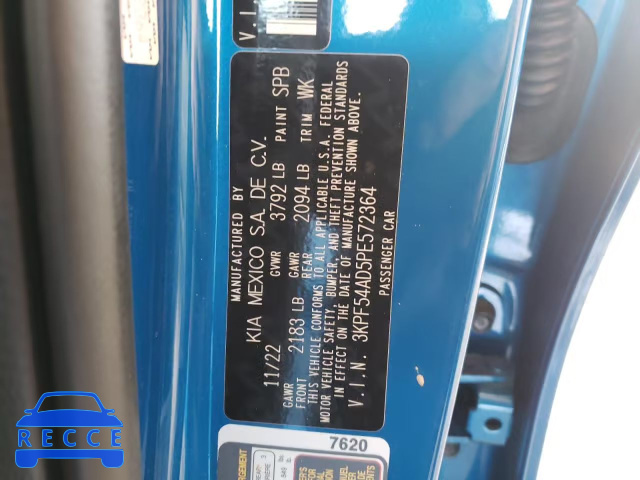 V.I.
MANUFACTURED BY
KIA MEXICO S.A. DE C.V.
11/22 GVWR 3792 LB PAINT SPB
GAWR FRONT 2183 LB GAWR REAR 2094 LB TRIM WK
THIS VEHICLE CONFORMS TO ALL APPLICABLE U.S.A. FEDERAL
MOTOR VEHICLE SAFETY, BUMPER, AND THEFT PREVENTION STANDARDS
IN EFFECT ON THE DATE OF MANUFACTURE SHOWN ABOVE.
V.I.N. 3KPF54AD5PE572364
PASSENGER CAR
7620
RECCE